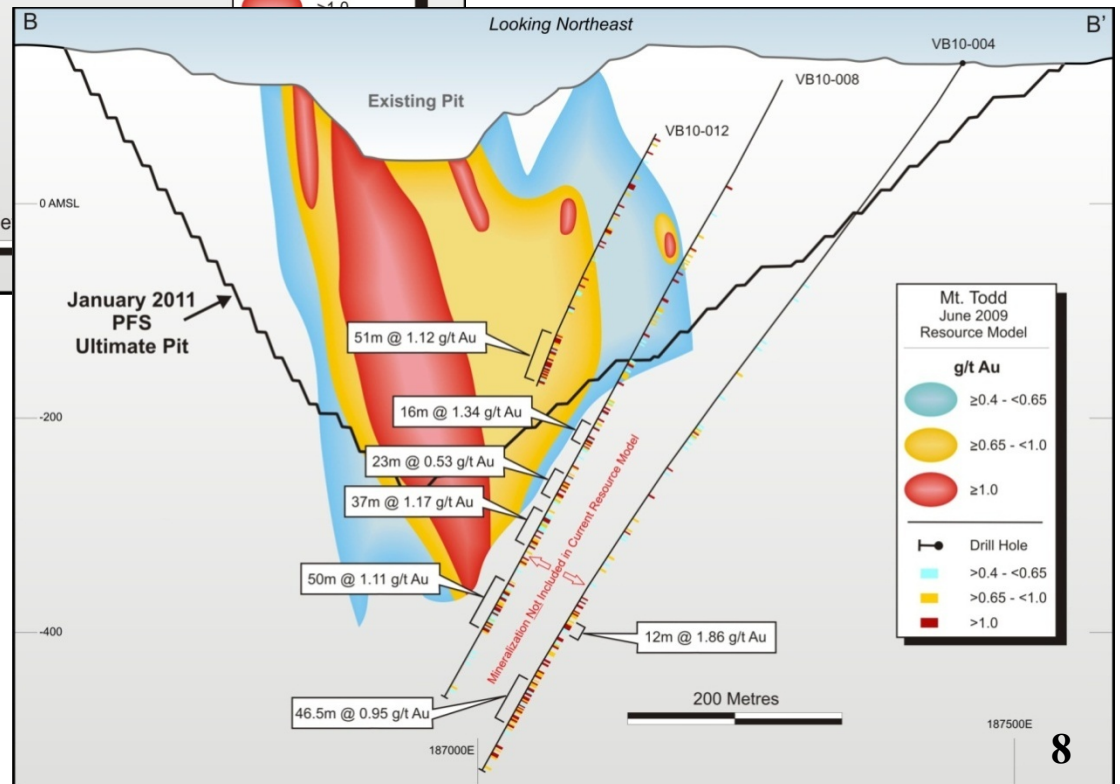 >1.0
e
B
Looking Northeast
B'
VB10-004
VB10-008
Existing Pit
VB10-012
0 AMSL
January 2011
PFS
Ultimate Pit
51m @ 1.12 g/t Au
16m @ 1.34 g/t Au
-200
23m @ 0.53 g/t Au
37m @ 1.17 g/t Au
Mineralization Not Included in Current Resource Model
50m @ 1.11 g/t Au
-400
12m @ 1.86 g/t Au
46.5m @ 0.95 g/t Au
Mt. Todd
June 2009
Resource Model
g/t Au
≥0.4 - <0.65
≥0.65 - <1.0
≥1.0
Drill Hole
>0.4 - <0.65
>0.65 - <1.0
>1.0
200 Metres
187000E
187500E
8